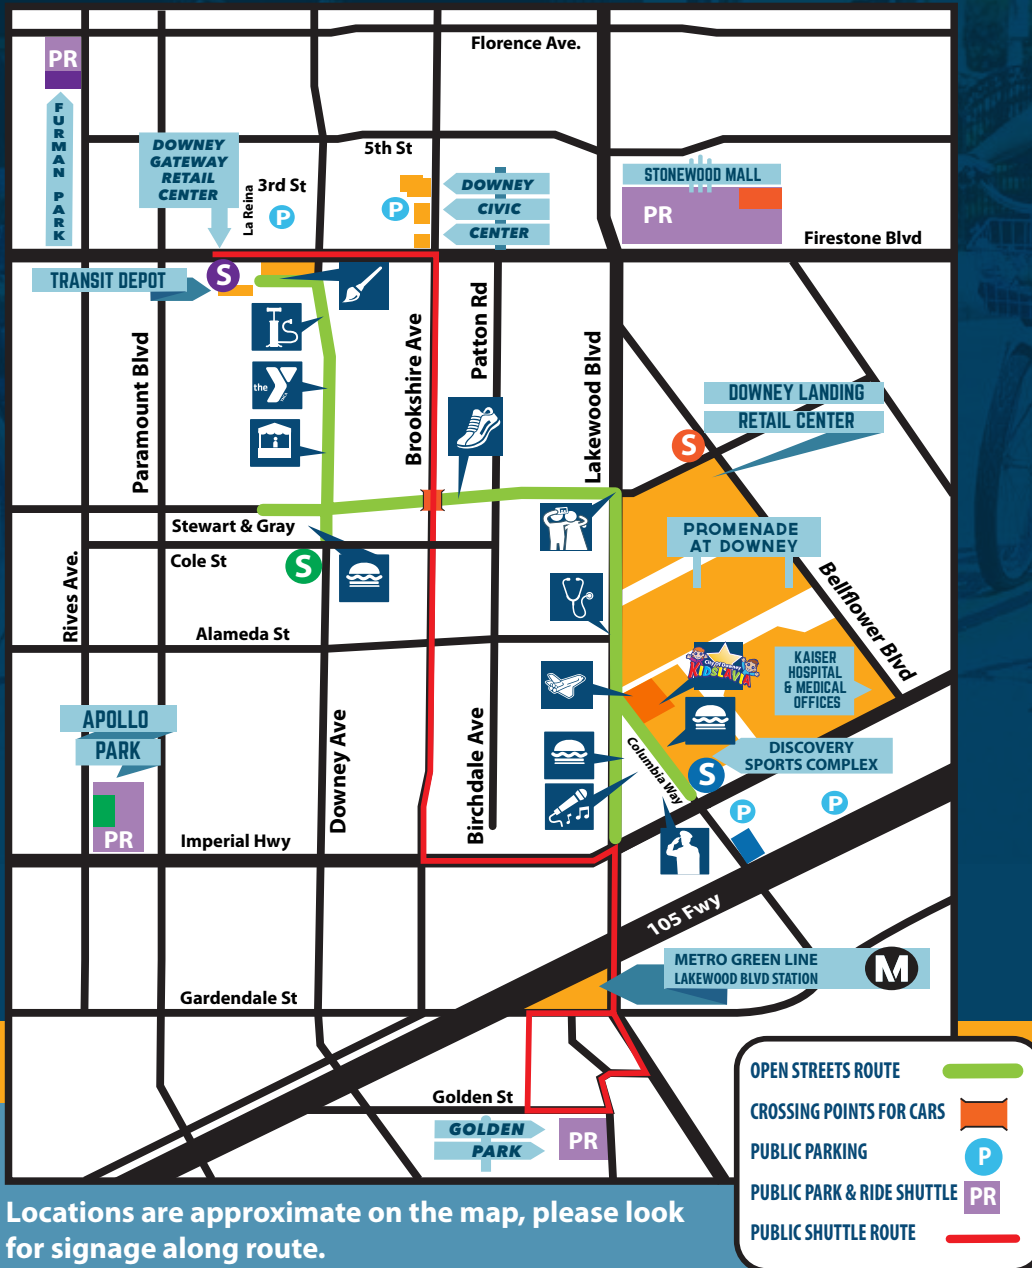 Florence Ave.
PR
FURMAN PARK
DOWNEY
GATEWAY
RETAIL
CENTER
La Reina
3rd St
P
5th St
P
DOWNEY
CIVIC
CENTER
STONEWOOD MALL
PR
Firestone Blvd
TRANSIT DEPOT
S
the Y
Paramount Blvd
Brookshire Ave
Patton Rd
Lakewood Blvd
DOWNEY LANDING
RETAIL CENTER
S
Stewart & Gray
PROMENADE
AT DOWNEY
Cole St
S
Rives Ave.
Bellflower Blvd
Alameda St
City of Downey
KIDSLAVIA
KAISER
HOSPITAL
& MEDICAL
OFFICES
APOLLO
PARK
PR
Downey Ave
Birchdale Ave
Columbia Way
DISCOVERY
SPORTS COMPLEX
S
P
P
Imperial Hwy
105 Fwy
METRO GREEN LINE
LAKEWOOD BLVD STATION
M
Gardendale St
Golden St
GOLDEN
PARK
PR
OPEN STREETS ROUTE
CROSSING POINTS FOR CARS
PUBLIC PARKING P
PUBLIC PARK & RIDE SHUTTLE PR
PUBLIC SHUTTLE ROUTE
Locations are approximate on the map, please look
for signage along route.